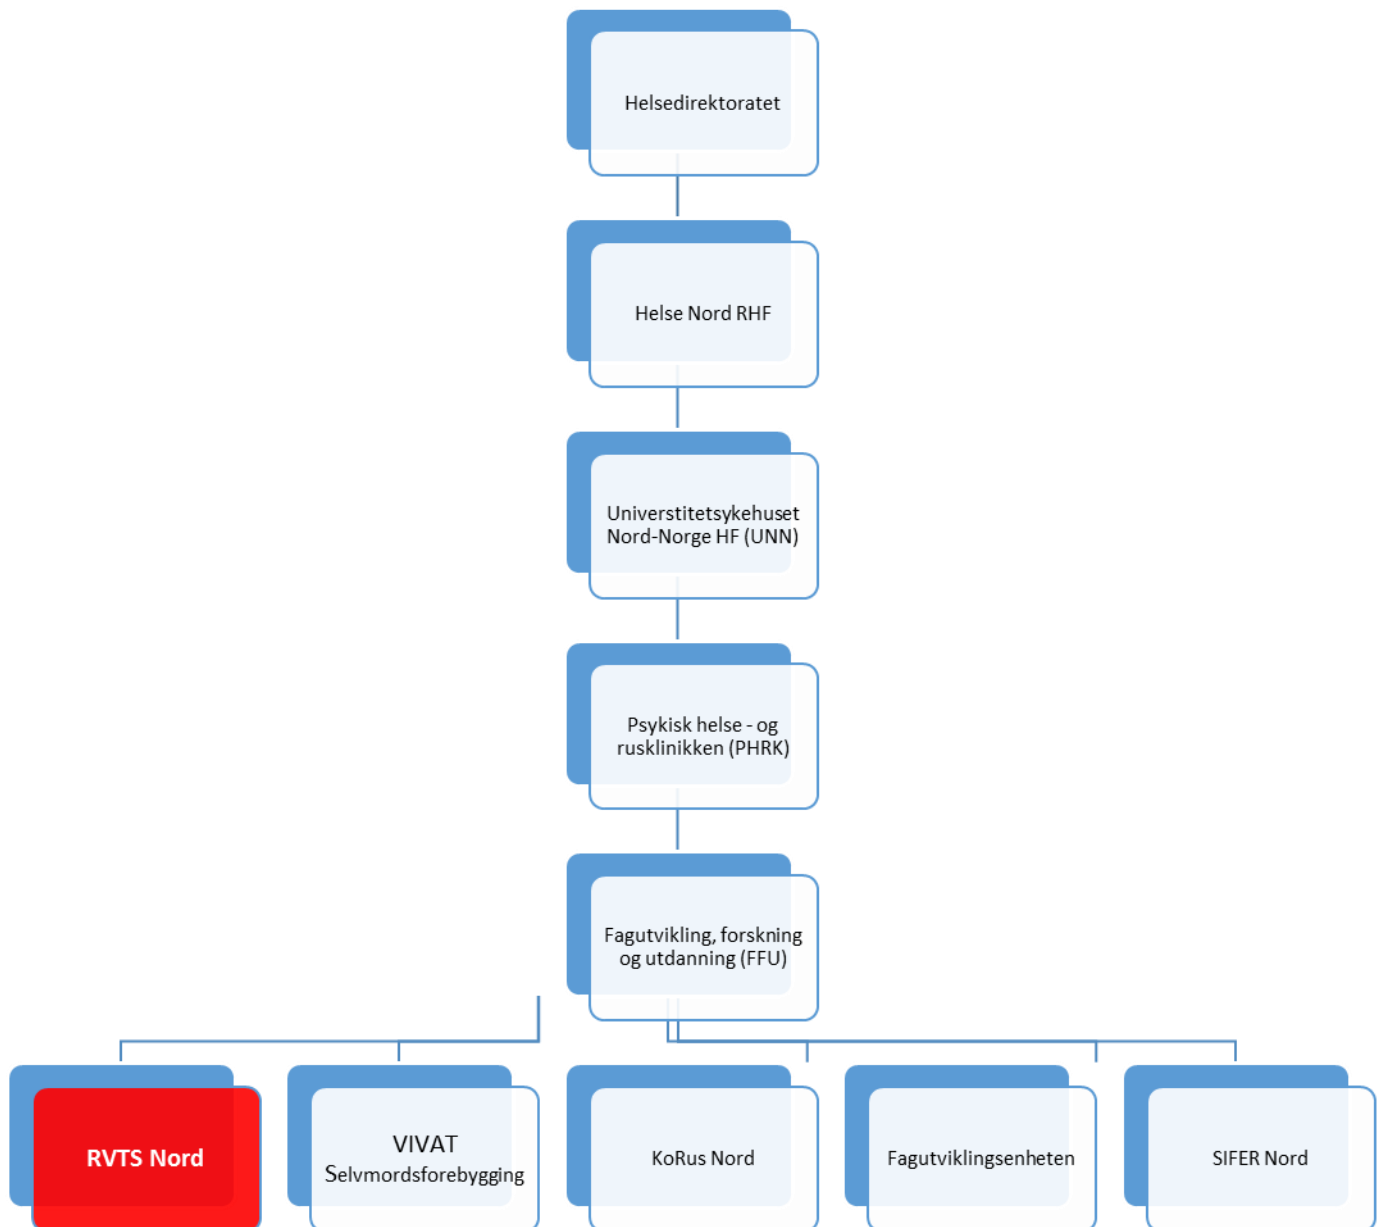 Helsedirektoratet
Helse Nord RHF
Universtitetsykehuset
Nord-Norge HF (UNN)
Psykisk helse - og
rusklinikken (PHRK)
Fagutvikling, forskning
og utdanning (FFU)
RVTS Nord
VIVAT
Selvmordsforebygging
KoRus Nord
Fagutviklingsenheten
SIFER Nord